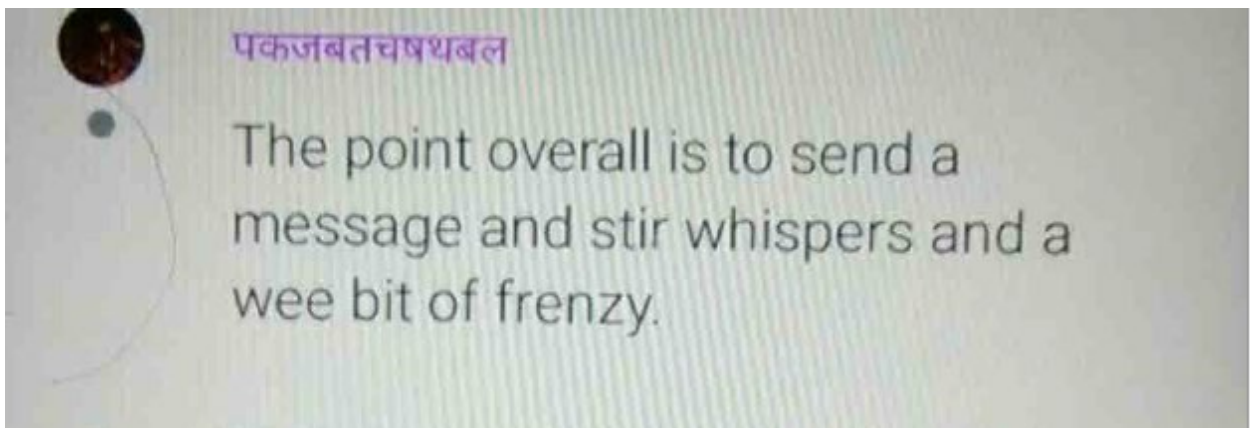 पकजबतचषथबल
The point overall is to send a
message and stir whispers and a
wee bit of frenzy.